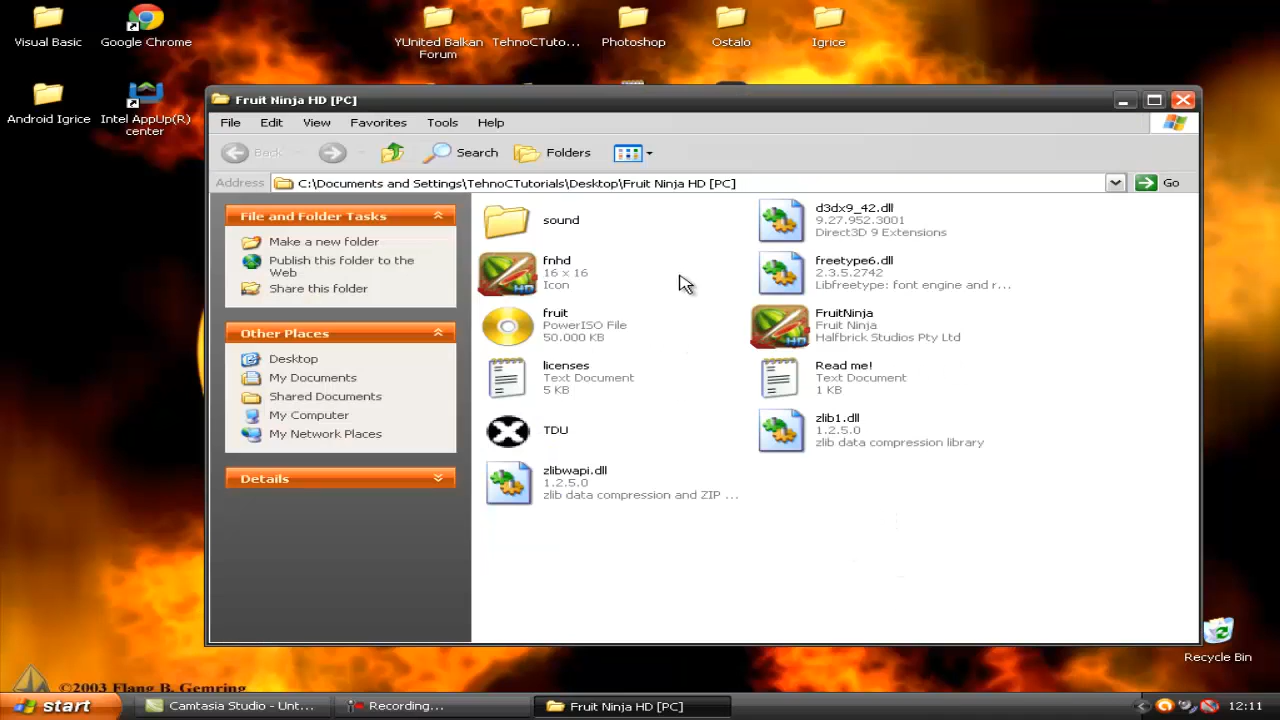 Visual Basic
Google Chrome
YUnited Balkan
Forum
TehnoCTuto...
Photoshop
Ostalo
Igrice
Android Igrice
Intel AppUp(R)
center
Fruit Ninja HD [PC]
File Edit View Favorites Tools Help
Back Search Folders
Address C:\Documents and Settings\TehnoCTutorials\Desktop\Fruit Ninja HD [PC] Go
File and Folder Tasks
Make a new folder
Publish this folder to the
Web
Share this folder
Other Places
Desktop
My Documents
Shared Documents
My Computer
My Network Places
Details
sound
d3dx9_42.dll
9.27.952.3001
Direct3D 9 Extensions
fnhd
16 x 16
Icon
freetype6.dll
2.3.5.2742
Libfreetype: font engine and r...
fruit
PowerISO File
50.000 KB
FruitNinja
Fruit Ninja
Halfbrick Studios Pty Ltd
licenses
Text Document
5 KB
Read me!
Text Document
1 KB
TDU
zlib1.dll
1.2.5.0
zlib data compression library
zlibwapi.dll
1.2.5.0
zlib data compression and ZIP ...
Recycle Bin
©2003 Flang B. Gemring
start
Camtasia Studio - Unt...
Recording...
Fruit Ninja HD [PC]
12:11